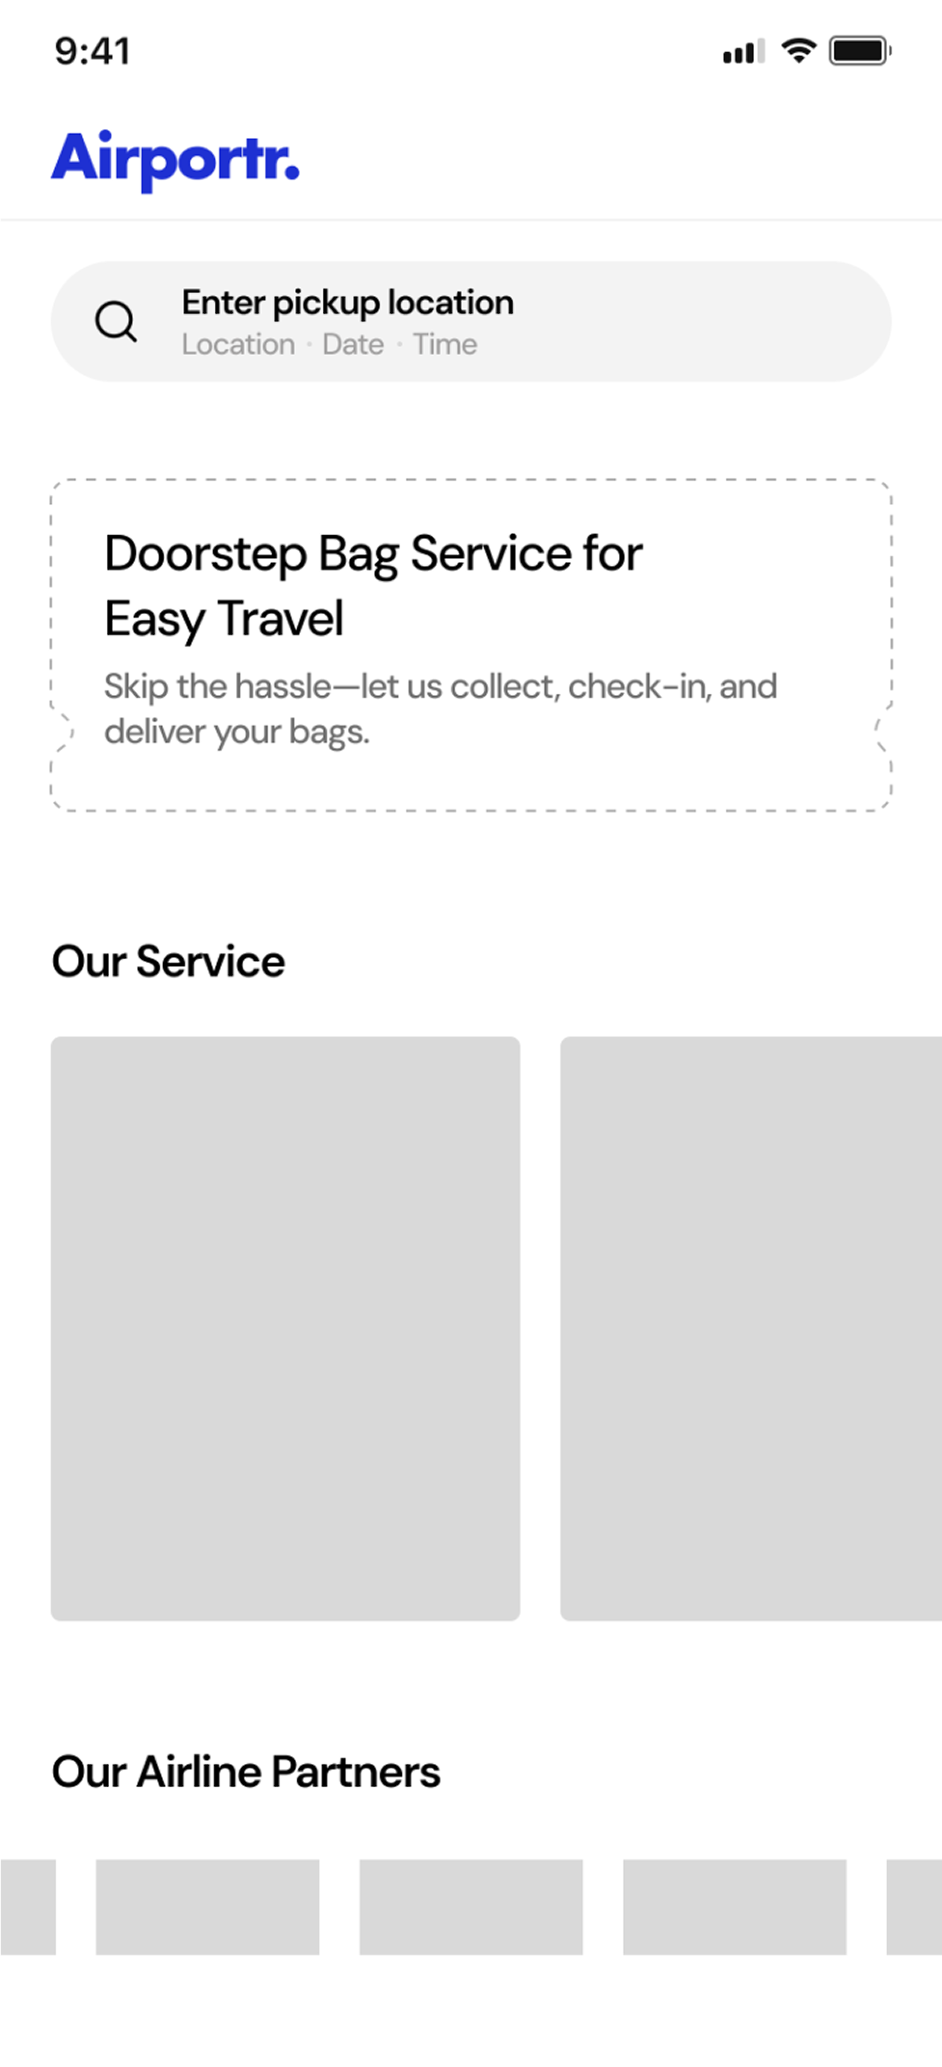 9:41
Airportr.
Enter pickup location
Location · Date · Time
Doorstep Bag Service for
Easy Travel
Skip the hassle—let us collect, check-in, and
deliver your bags.
Our Service
Our Airline Partners